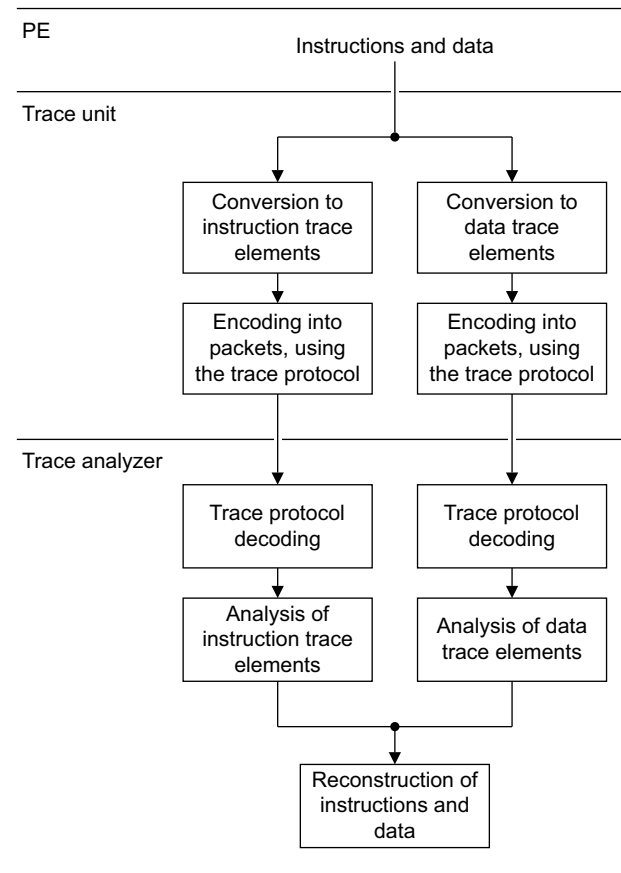 PE
Instructions and data
Trace unit
Conversion to
instruction trace
elements
Conversion to
data trace
elements
Encoding into
packets, using
the trace protocol
Encoding into
packets, using
the trace protocol
Trace analyzer
Trace protocol
decoding
Trace protocol
decoding
Analysis of
instruction trace
elements
Analysis of data
trace elements
Reconstruction of
instructions and
data